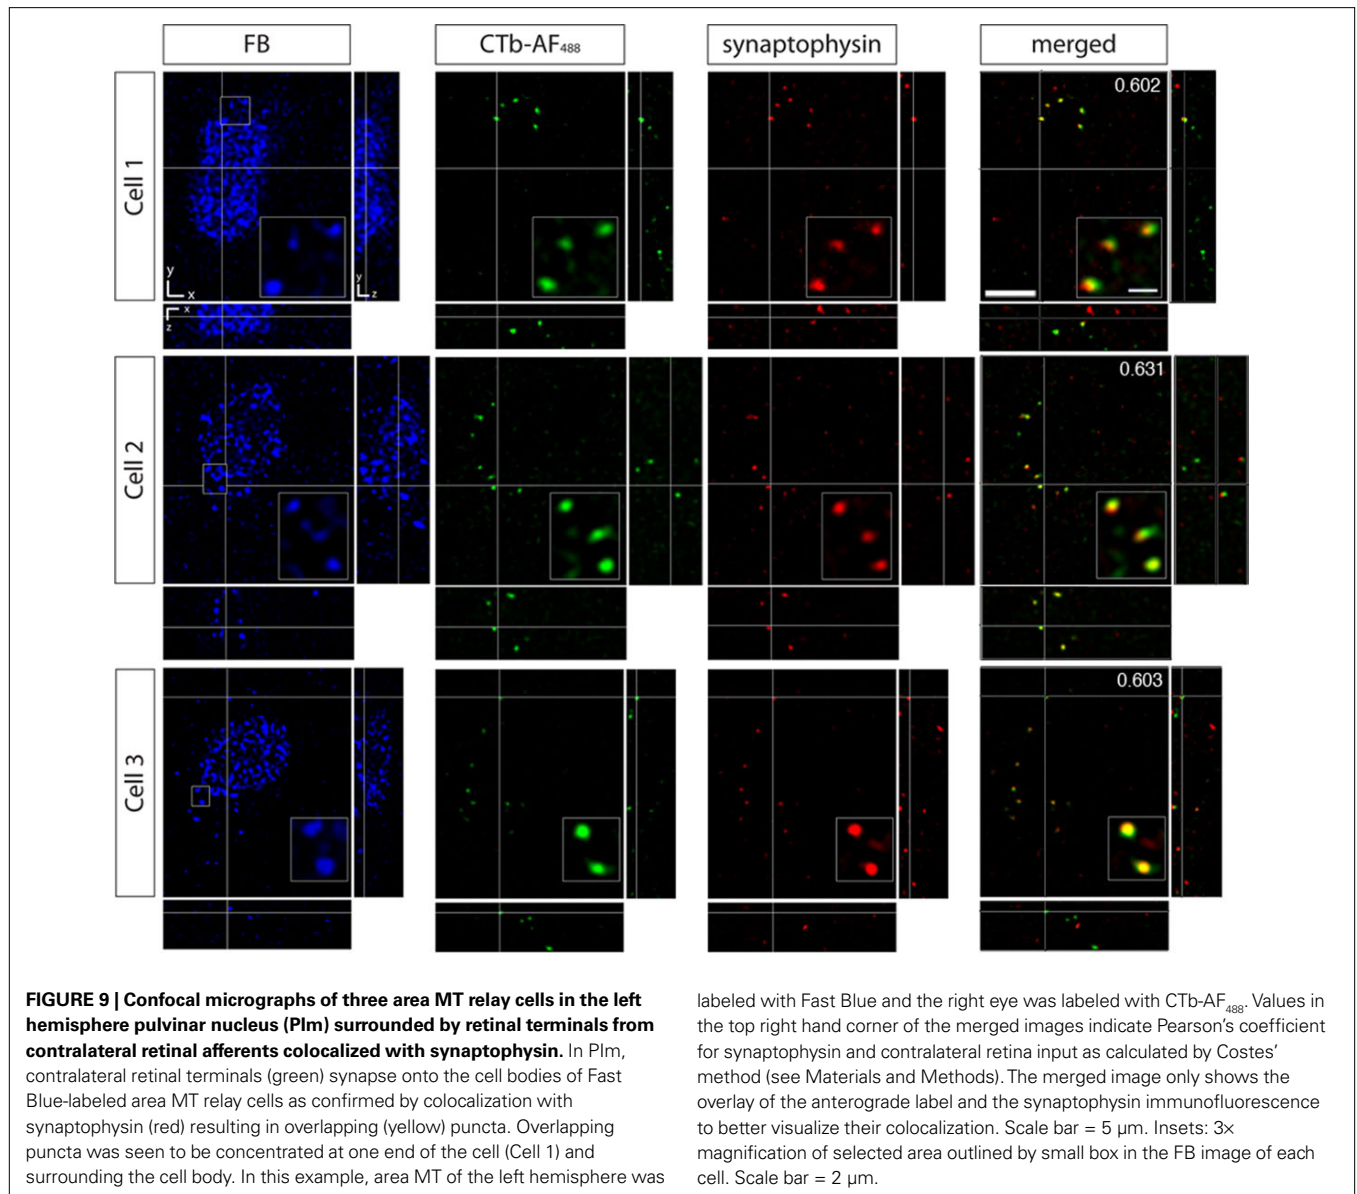 FB
CTb-AF488
synaptophysin
merged
Cell 1
0.602
y
x
y
z
x
z
Cell 2
0.631
Cell 3
0.603
FIGURE 9 | Confocal micrographs of three area MT relay cells in the left
hemisphere pulvinar nucleus (PIm) surrounded by retinal terminals from
contralateral retinal afferents colocalized with synaptophysin. In PIm,
contralateral retinal terminals (green) synapse onto the cell bodies of Fast
Blue-labeled area MT relay cells as confirmed by colocalization with
synaptophysin (red) resulting in overlapping (yellow) puncta. Overlapping
puncta was seen to be concentrated at one end of the cell (Cell 1) and
surrounding the cell body. In this example, area MT of the left hemisphere was
labeled with Fast Blue and the right eye was labeled with CTb-AF488. Values in
the top right hand corner of the merged images indicate Pearson's coefficient
for synaptophysin and contralateral retina input as calculated by Costes'
method (see Materials and Methods). The merged image only shows the
overlay of the anterograde label and the synaptophysin immunofluorescence
to better visualize their colocalization. Scale bar = 5 µm. Insets: 3×
magnification of selected area outlined by small box in the FB image of each
cell. Scale bar = 2 µm.